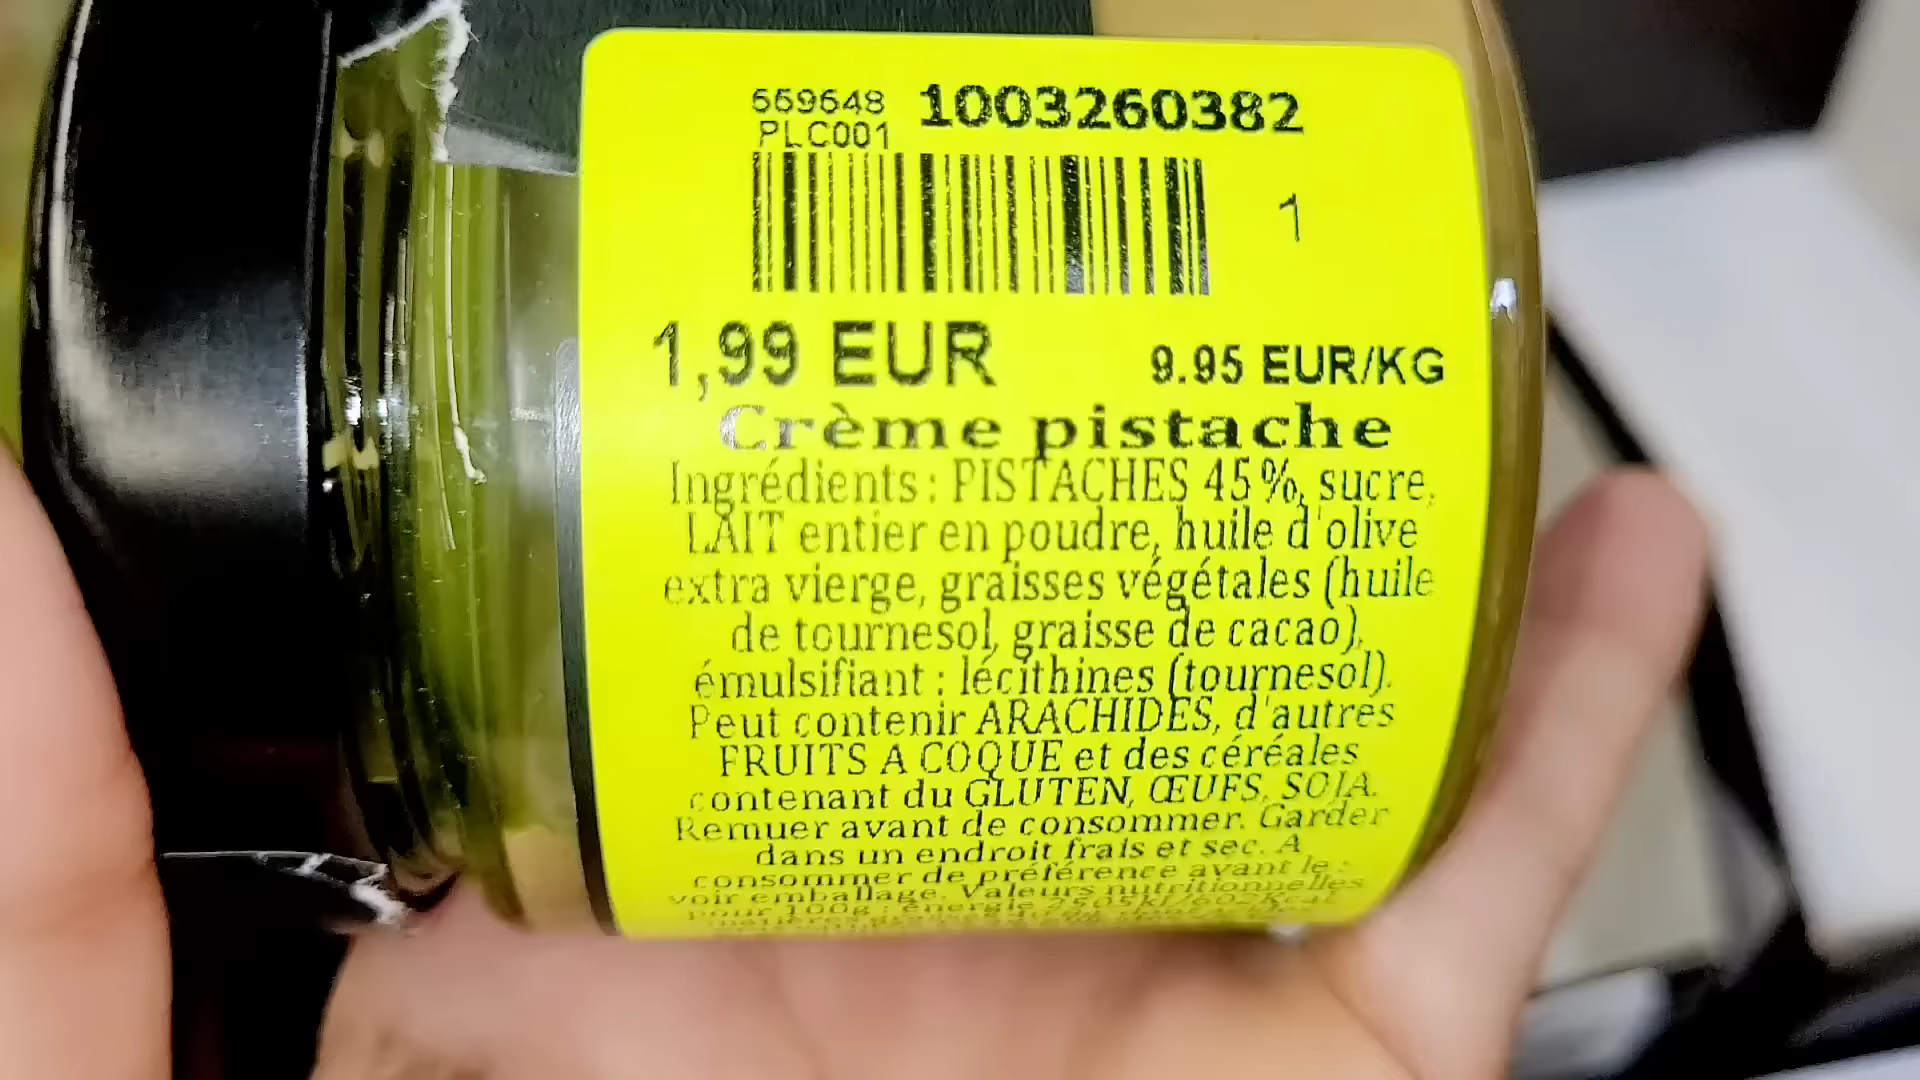 569648
1003260382
PLC001
1
1,99 EUR
9.95 EUR/KG
Crème pistache
Ingrédients : PISTACHES 45%, sucre,
LAIT entier en poudre, huile d'olive
extra vierge, graisses végétales (huile
de tournesol, graisse de cacao),
émulsifiant : lécithines (tournesol).
Peut contenir ARACHIDES, d'autres
FRUITS A COQUE et des céréales
contenant du GLUTEN, ŒUFS, SOJA.
Remuer avant de consommer. Garder
dans un endroit frais et sec. A
consommer de préférence avant le :
voir emballage. Valeurs nutritionnelles
pour 100g : énergie